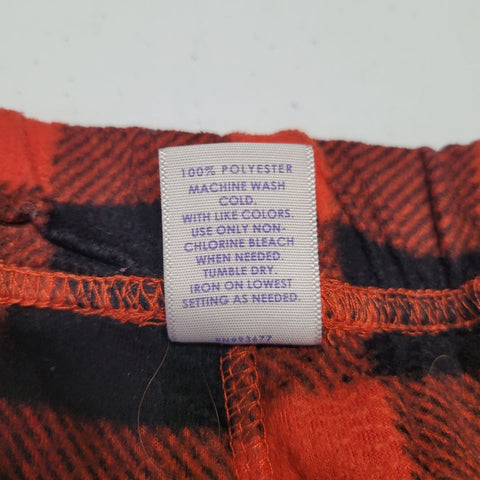 100% POLYESTER
MACHINE WASH
COLD.
WITH LIKE COLORS.
USE ONLY NON-
CHLORINE BLEACH
WHEN NEEDED.
TUMBLE DRY.
IRON ON LOWEST
SETTING AS NEEDED.